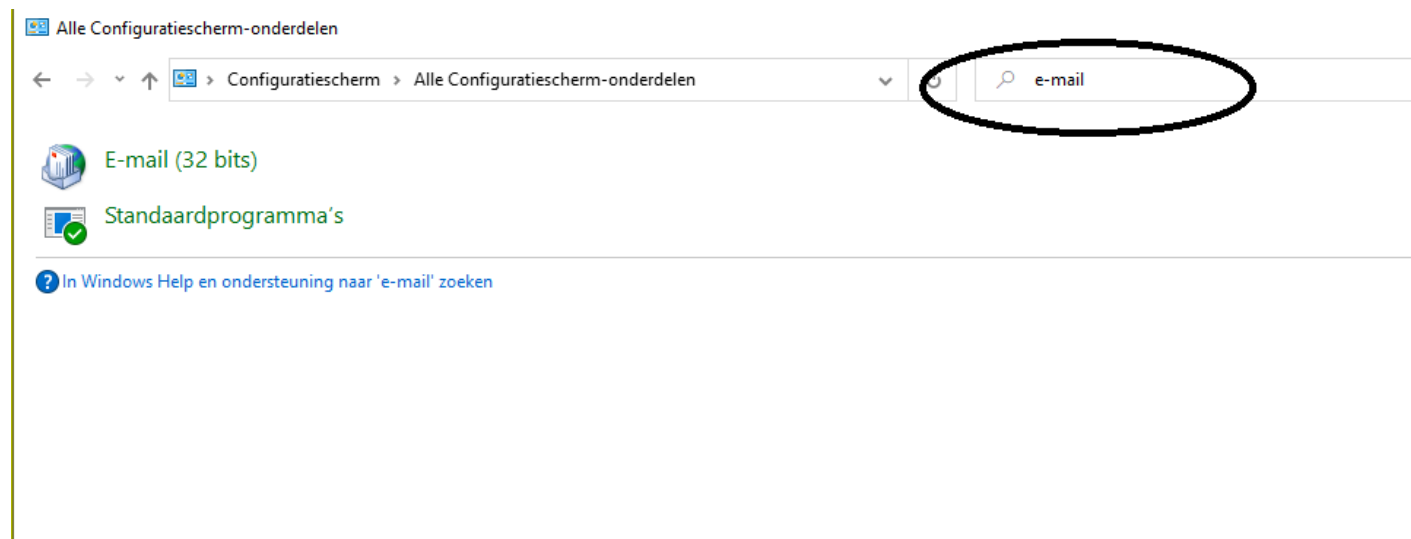 Alle Configuratiescherm-onderdelen
Configuratiescherm > Alle Configuratiescherm-onderdelen
e-mail
E-mail (32 bits)
Standaardprogramma's
In Windows Help en ondersteuning naar 'e-mail' zoeken